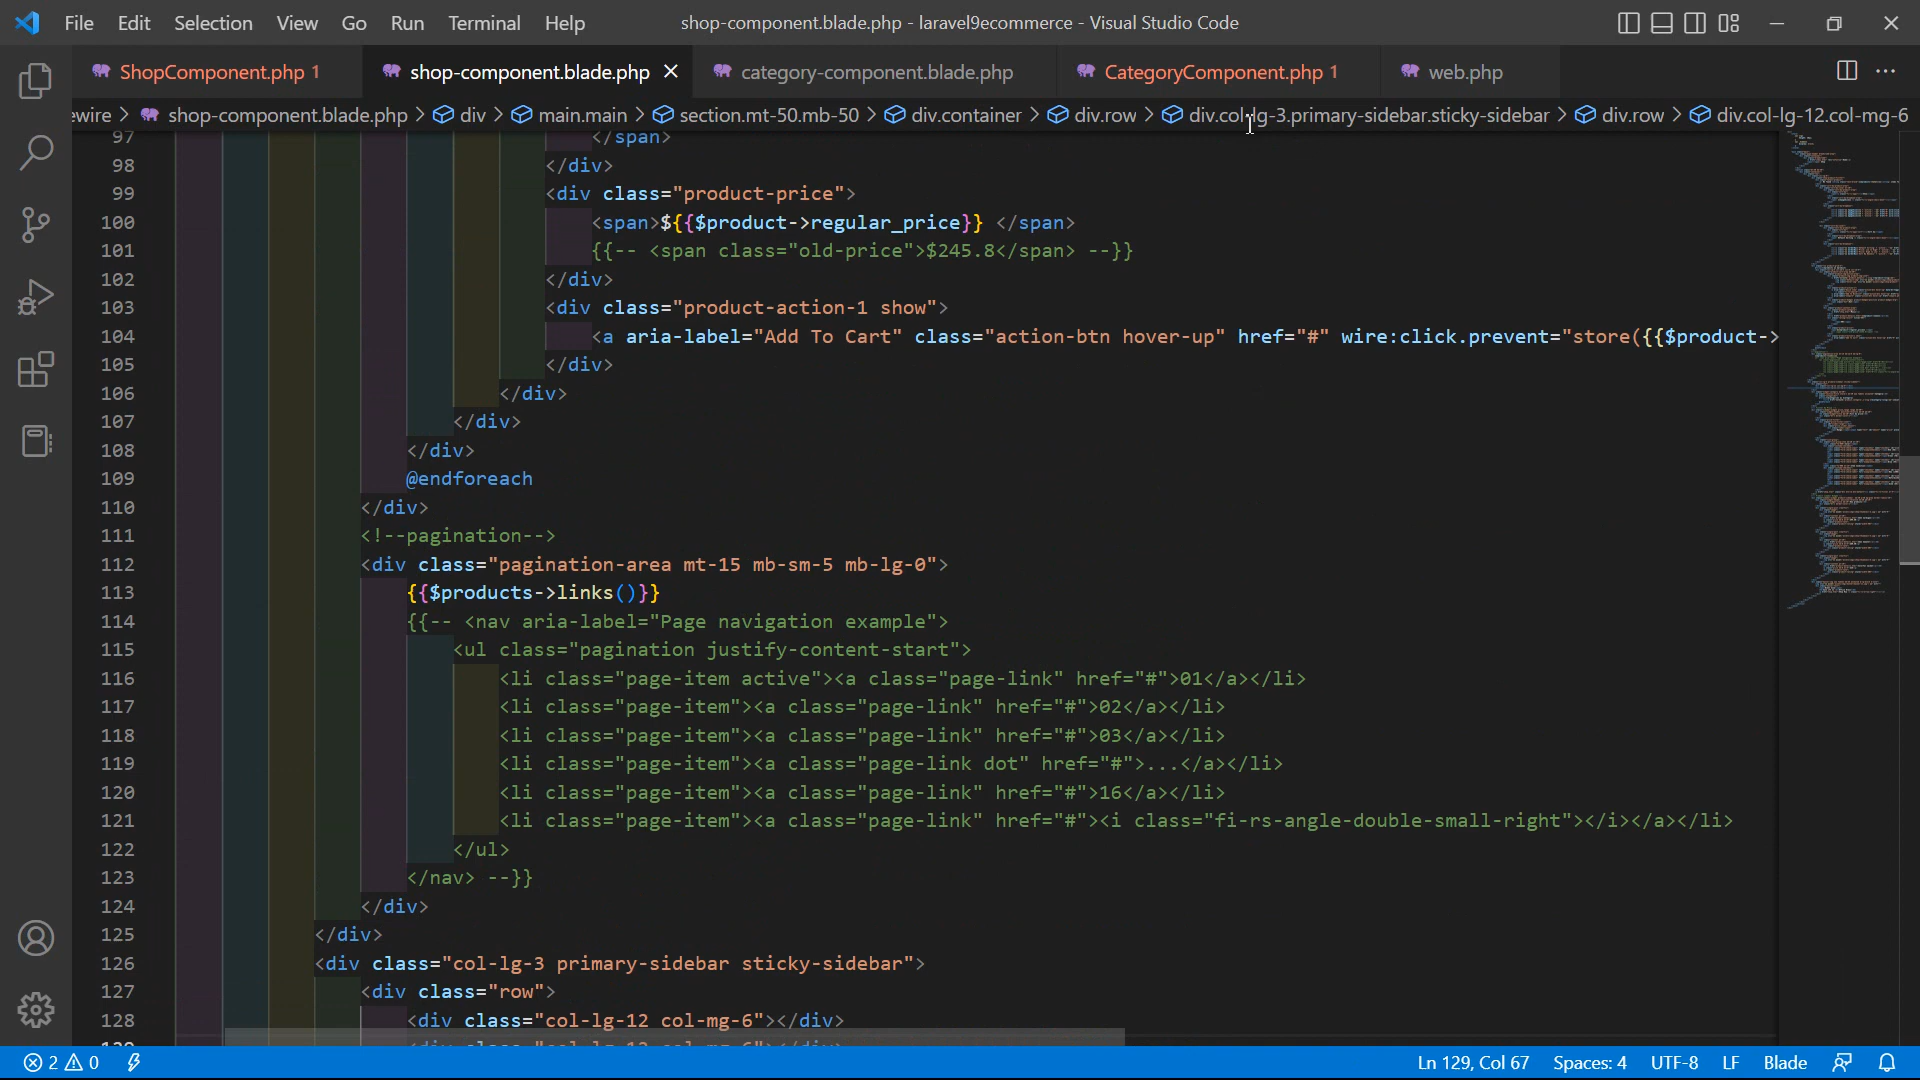 File Edit Selection View Go Run Terminal Help shop-component.blade.php - laravel9ecommerce - Visual Studio Code
ShopComponent.php 1 shop-component.blade.php category-component.blade.php CategoryComponent.php 1 web.php
ewire > shop-component.blade.php > div > main.main > section.mt-50.mb-50 > div.container > div.row > div.col-lg-3.primary-sidebar.sticky-sidebar > div.row > div.col-lg-12.col-mg-6
97 </span>
98 </div>
99 <div class="product-price">
100 <span>${{$product->regular_price}} </span>
101 {{-- <span class="old-price">$245.8</span> --}}
102 </div>
103 <div class="product-action-1 show">
104 <a aria-label="Add To Cart" class="action-btn hover-up" href="#" wire:click.prevent="store({{$product->
105 </div>
106 </div>
107 </div>
108 </div>
109 @endforeach
110 </div>
111 <!--pagination-->
112 <div class="pagination-area mt-15 mb-sm-5 mb-lg-0">
113 {{$products->links()}}
114 {{-- <nav aria-label="Page navigation example">
115 <ul class="pagination justify-content-start">
116 <li class="page-item active"><a class="page-link" href="#">01</a></li>
117 <li class="page-item"><a class="page-link" href="#">02</a></li>
118 <li class="page-item"><a class="page-link" href="#">03</a></li>
119 <li class="page-item"><a class="page-link dot" href="#">...</a></li>
120 <li class="page-item"><a class="page-link" href="#">16</a></li>
121 <li class="page-item"><a class="page-link" href="#"><i class="fi-rs-angle-double-small-right"></i></a></li>
122 </ul>
123 </nav> --}}
124 </div>
125 </div>
126 <div class="col-lg-3 primary-sidebar sticky-sidebar">
127 <div class="row">
128 <div class="col-lg-12 col-mg-6"></div>
2 0 Ln 129, Col 67 Spaces: 4 UTF-8 LF Blade